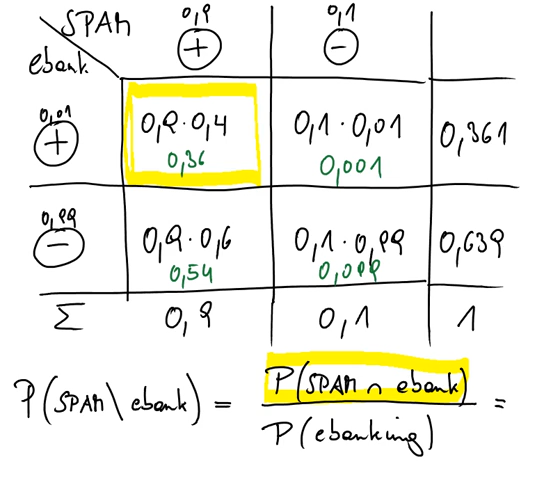 SPAM 0,9 0,1
ebank + -
0,01 + 0,9 · 0,4 0,1 · 0,01 0,361
0,36 0,001
0,99 - 0,9 · 0,6 0,1 · 0,99 0,639
0,54 0,099
Σ 0,9 0,1 1
P(SPAM \ ebank) = P(SPAM ∩ ebank) =
P(ebanking)